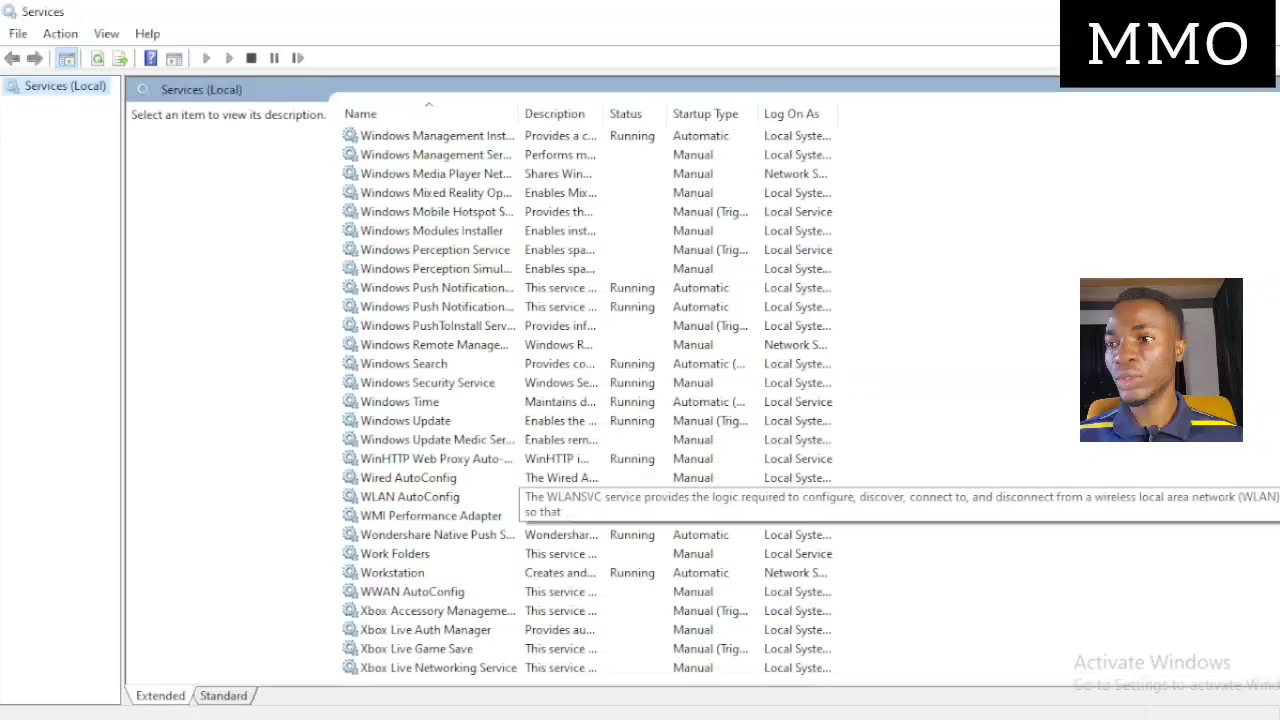 Services
MMO
File Action View Help
Services (Local)
Services (Local)
Select an item to view its description.
Name Description Status Startup Type Log On As
Windows Management Inst... Provides a c... Running Automatic Local Syste...
Windows Management Ser... Performs m... Manual Local Syste...
Windows Media Player Net... Shares Win... Manual Network S...
Windows Mixed Reality Op... Enables Mix... Manual Local Syste...
Windows Mobile Hotspot S... Provides th... Manual (Trig... Local Service
Windows Modules Installer Enables inst... Manual Local Syste...
Windows Perception Service Enables spa... Manual (Trig... Local Service
Windows Perception Simul... Enables spa... Manual Local Syste...
Windows Push Notification... This service ... Running Automatic Local Syste...
Windows Push Notification... This service ... Running Automatic Local Syste...
Windows PushToInstall Serv... Provides inf... Manual (Trig... Local Syste...
Windows Remote Manage... Windows R... Manual Network S...
Windows Search Provides co... Running Automatic (... Local Syste...
Windows Security Service Windows Se... Running Manual Local Syste...
Windows Time Maintains d... Running Automatic (... Local Service
Windows Update Enables the ... Running Manual (Trig... Local Syste...
Windows Update Medic Ser... Enables rem... Manual Local Syste...
WinHTTP Web Proxy Auto-... WinHTTP i... Running Manual Local Service
Wired AutoConfig The Wired A... Manual Local Syste...
WLAN AutoConfig The WLANSVC service provides the logic required to configure, discover, connect to, and disconnect from a wireless local area network (WLAN)
so that
WMI Performance Adapter
Wondershare Native Push S... Wondershar... Running Automatic Local Syste...
Work Folders This service ... Manual Local Service
Workstation Creates and... Running Automatic Network S...
WWAN AutoConfig This service ... Manual Local Syste...
Xbox Accessory Manageme... This service ... Manual (Trig... Local Syste...
Xbox Live Auth Manager Provides au... Manual Local Syste...
Xbox Live Game Save This service ... Manual (Trig... Local Syste...
Xbox Live Networking Service This service ... Manual Local Syste...
Activate Windows
Go to Settings to activate Wind
Extended Standard